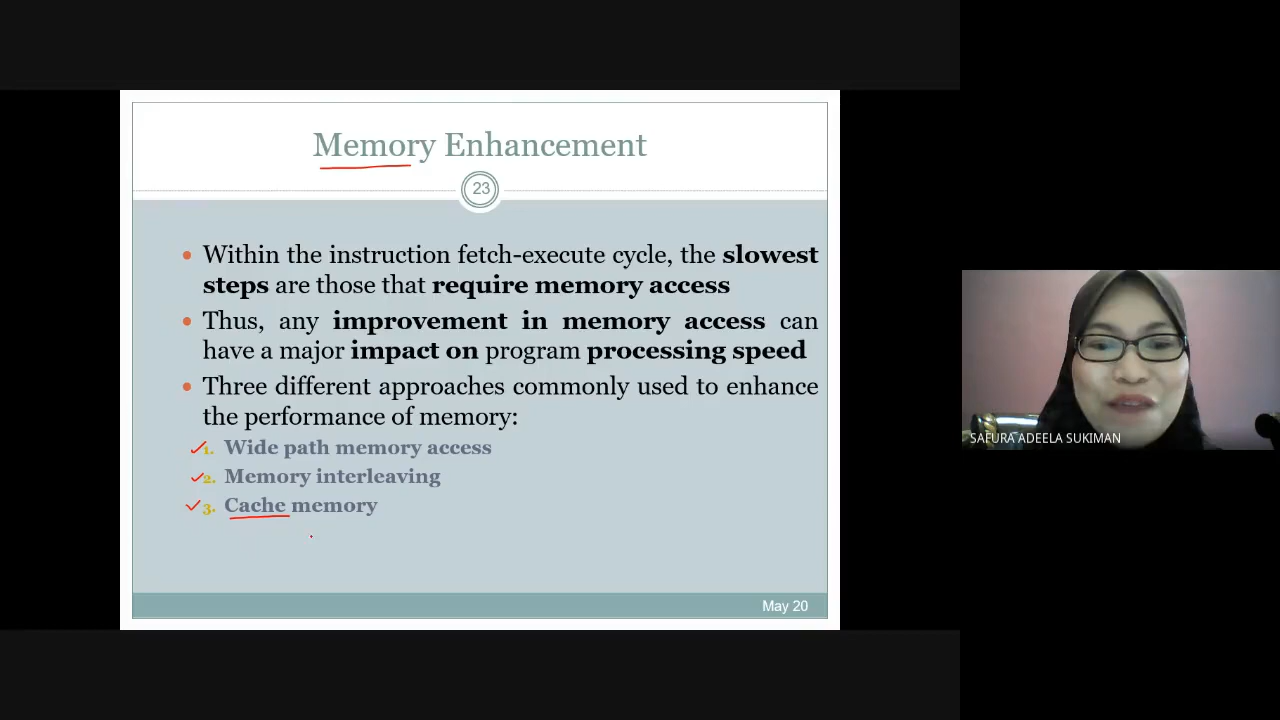 Memory Enhancement
23
Within the instruction fetch-execute cycle, the slowest
steps are those that require memory access
Thus, any improvement in memory access can
have a major impact on program processing speed
Three different approaches commonly used to enhance
the performance of memory:
1. Wide path memory access
2. Memory interleaving
3. Cache memory
May 20
SAFURA ADEELA SUKIMAN